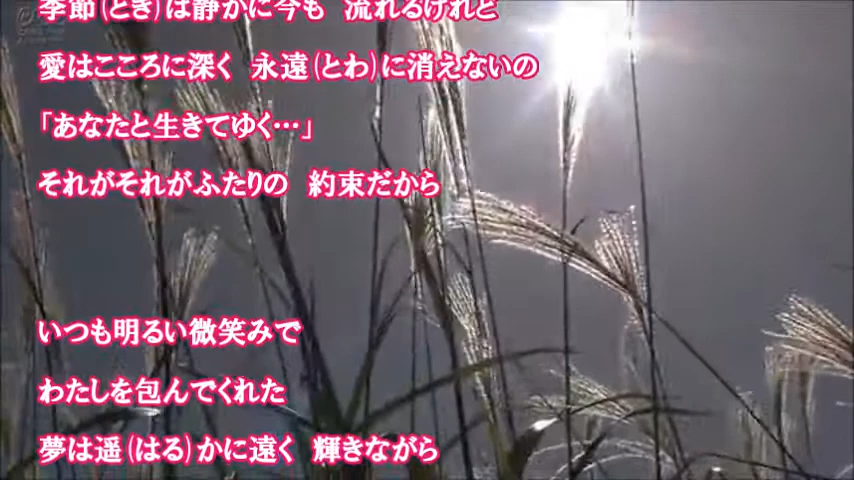 季節(とき)は静かに今も　流れるけれど
愛はこころに深く　永遠(とわ)に消えないの
「あなたと生きてゆく…」
それがそれがふたりの　約束だから
いつも明るい微笑みで
わたしを包んでくれた
夢は遥(はる)かに遠く　輝きながら